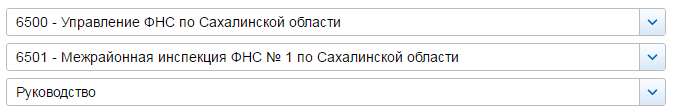 6500 - Управление ФНС по Сахалинской области
6501 - Межрайонная инспекция ФНС № 1 по Сахалинской области
Руководство